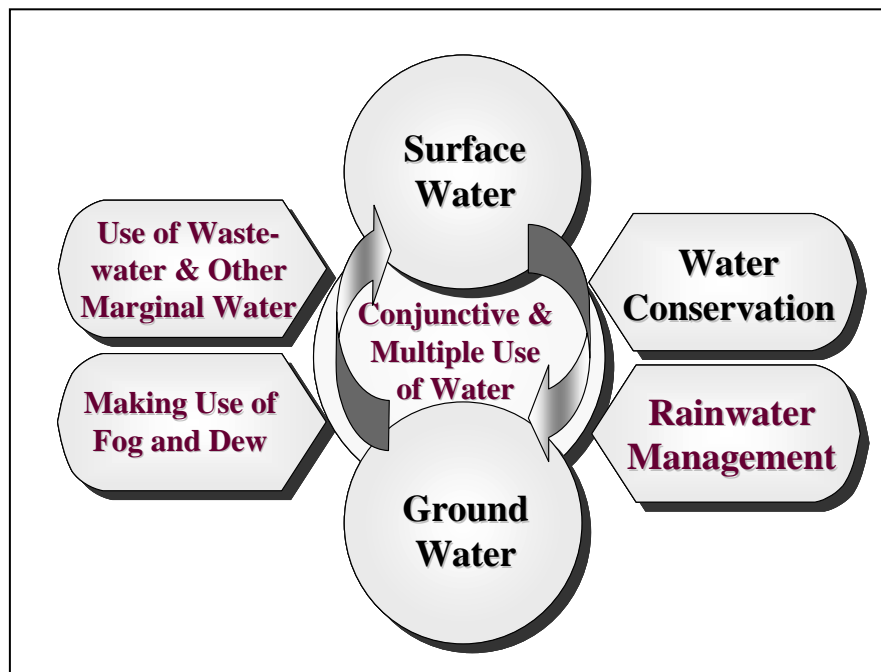 Surface
Water
Use of Waste-
water & Other
Marginal Water
Water
Conservation
Conjunctive &
Multiple Use
of Water
Making Use of
Fog and Dew
Rainwater
Management
Ground
Water